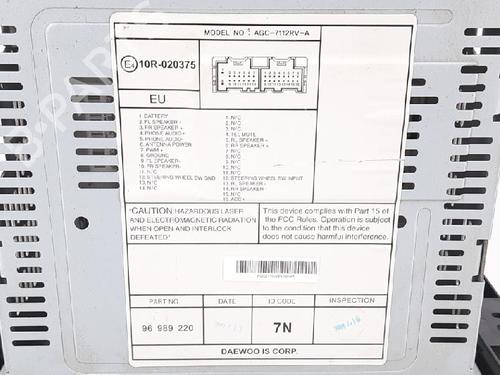 MODEL NO : AGC-7112RV-A
E4 10R-020375
EU
1. BATTERY
2. FL SPEAKER+
3. FR SPEAKER+
4. PHONE AUDIO+
5. PHONE AUDIO-
6. ANTENNA POWER
7. PWM+
8. GROUND
9. FL SPEAKER-
10. FR SPEAKER-
11. N/C
12. STEERING WHEEL SW GND
13. N/C
14. N/C
1. N/C
2. N/C
3. N/C
4. TEL MUTE
5. RL SPEAKER+
6. RR SPEAKER+
7. N/C
8. N/C
9. N/C
10. N/C
11. N/C
12. STEERING WHEEL SW INPUT
13. RL SPEAKER-
14. RR SPEAKER-
15. N/C
16. ACC+
"CAUTION: HAZARDOUS LASER
AND ELECTROMAGNETIC RADIATION
WHEN OPEN AND INTERLOCK
DEFEATED"
This device complies with Part 15 of
the FCC Rules. Operation is subject
to the condition that this device
does not cause harmful interference.
PART NO.
DATE
ID CODE
INSPECTION
96 989 220
7N
DAEWOO IS CORP.